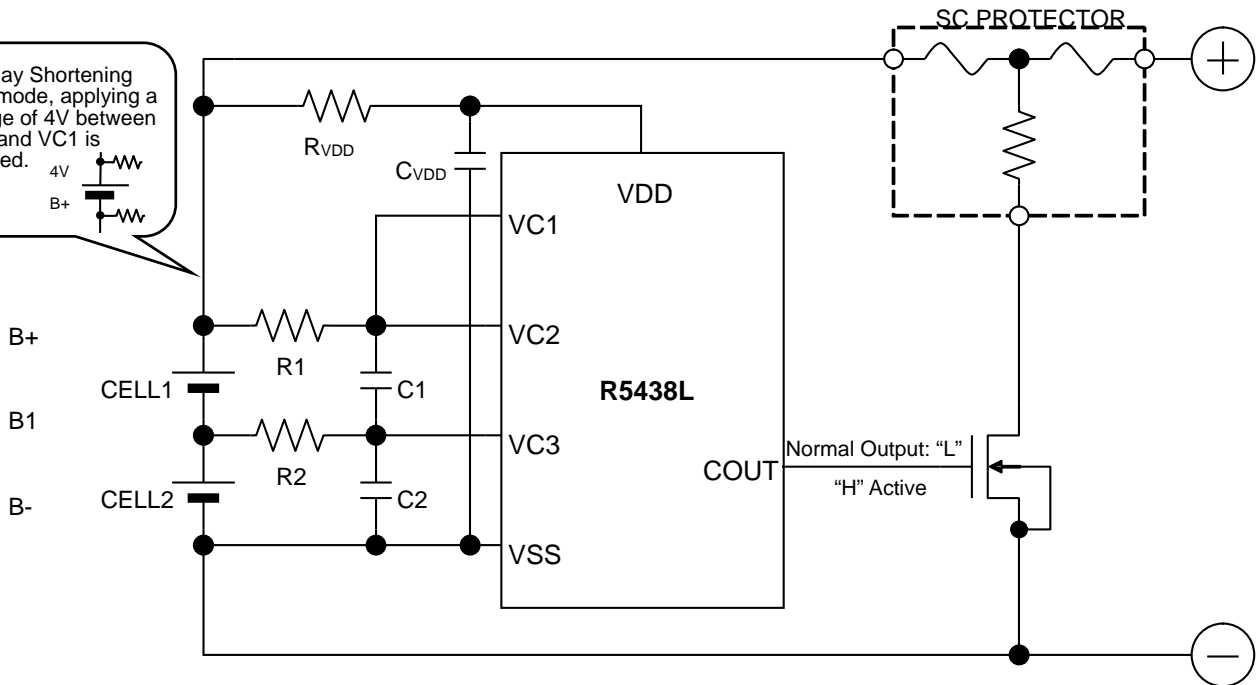 SC PROTECTOR
ay Shortening
mode, applying a
ge of 4V between
and VC1 is
ed.
4V
B+
+
RVDD
CVDD
VDD
VC1
B+
R1
VC2
CELL1
C1
R5438L
B1
R2
VC3
Normal Output: “L”
COUT
“H” Active
B-
CELL2
C2
VSS
−